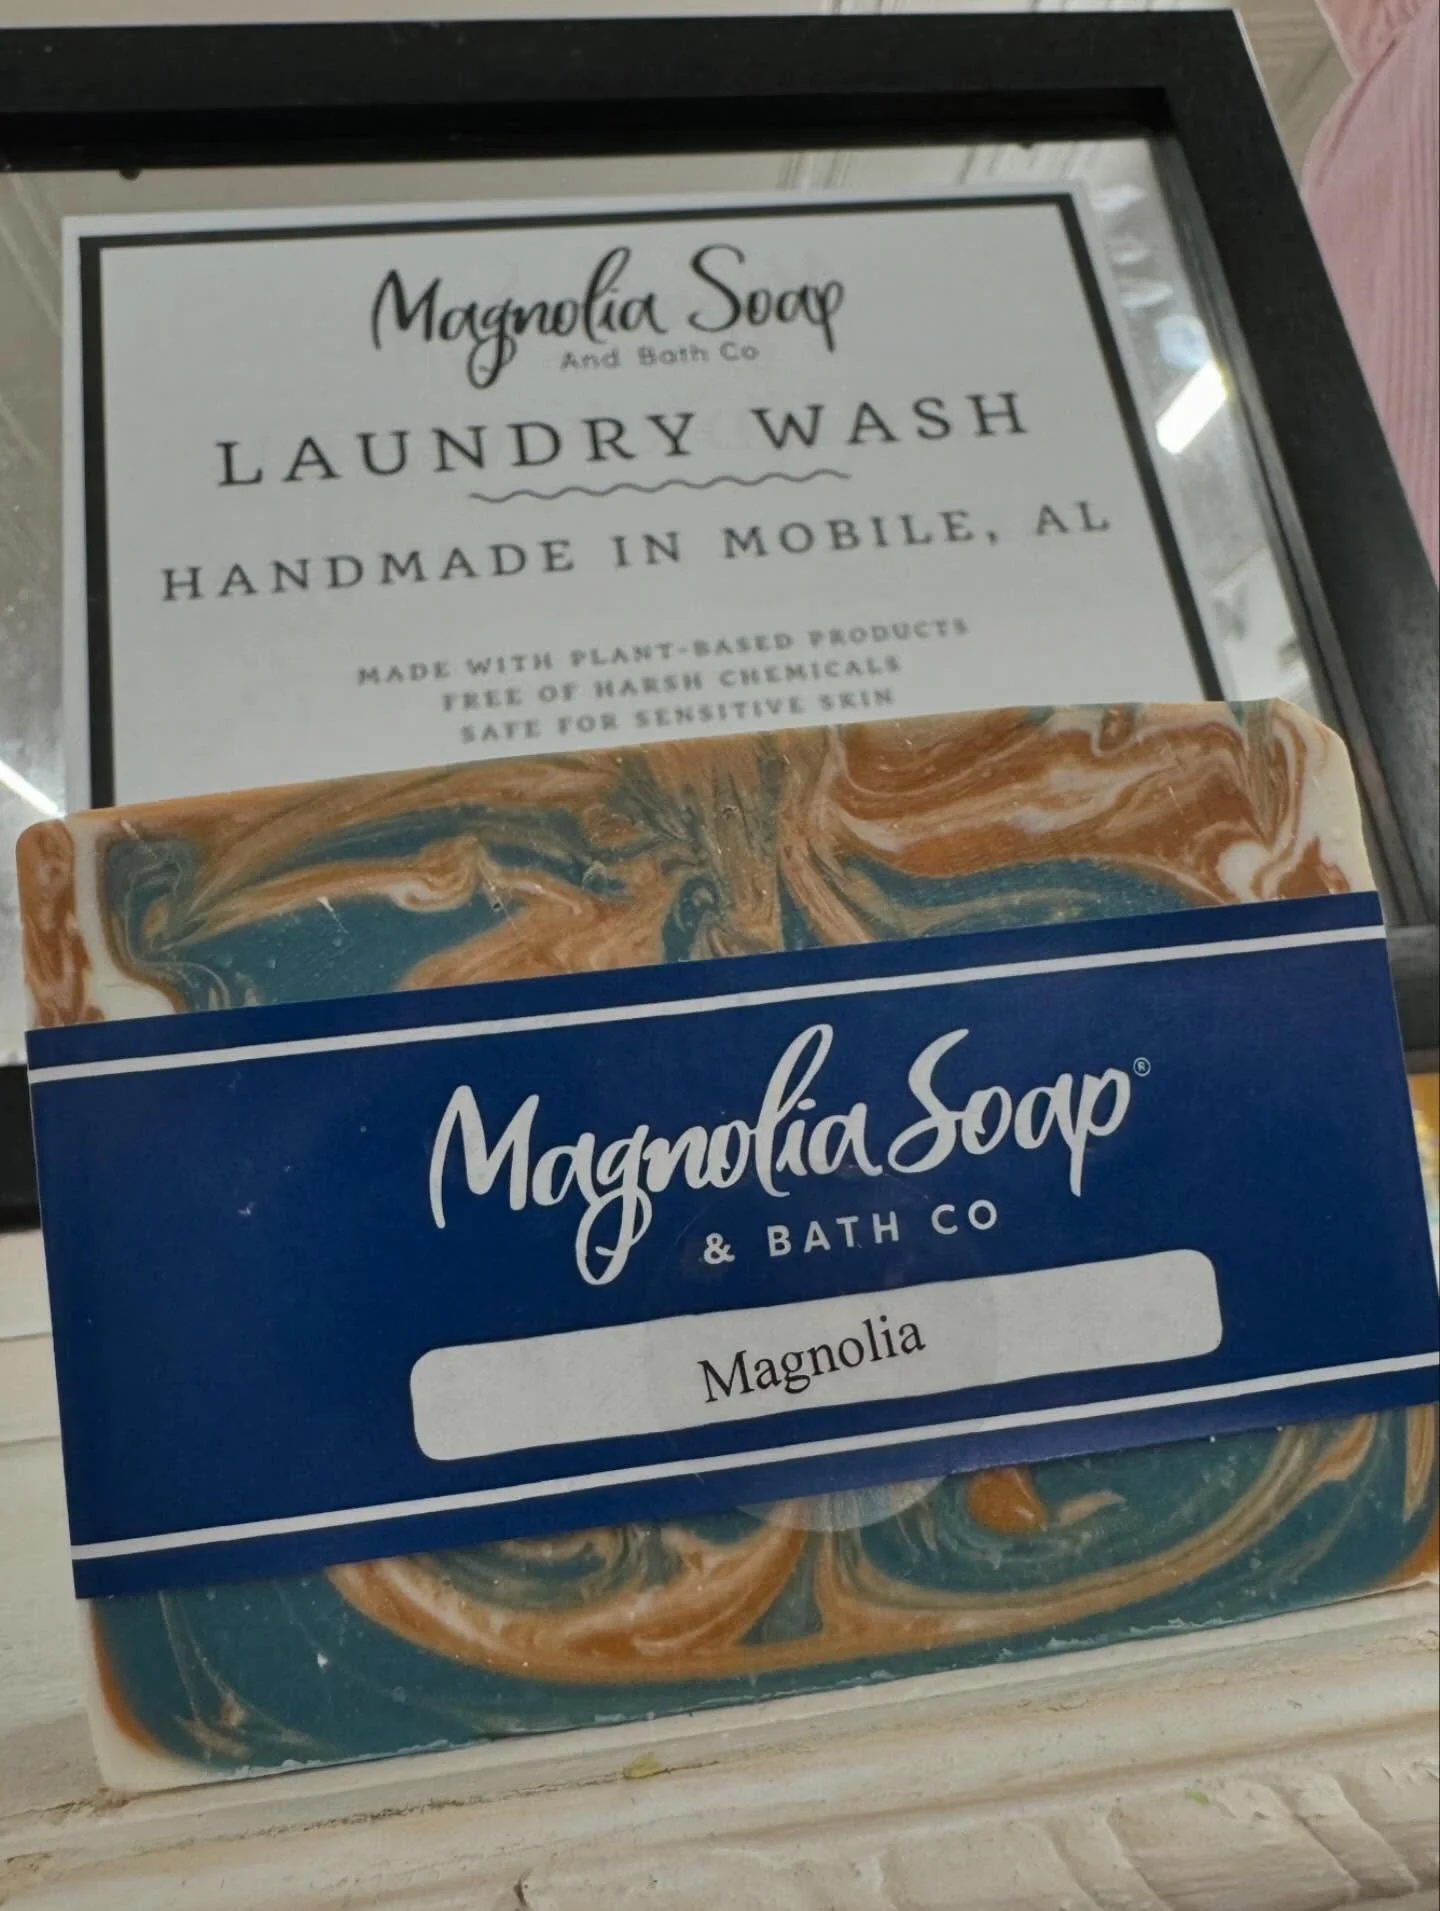 Magnolia Soap
And Bath Co
LAUNDRY WASH
HANDMADE IN MOBILE, AL
MADE WITH PLANT-BASED PRODUCTS
FREE OF HARSH CHEMICALS
SAFE FOR SENSITIVE SKIN
Magnolia Soap®
& BATH CO
Magnolia